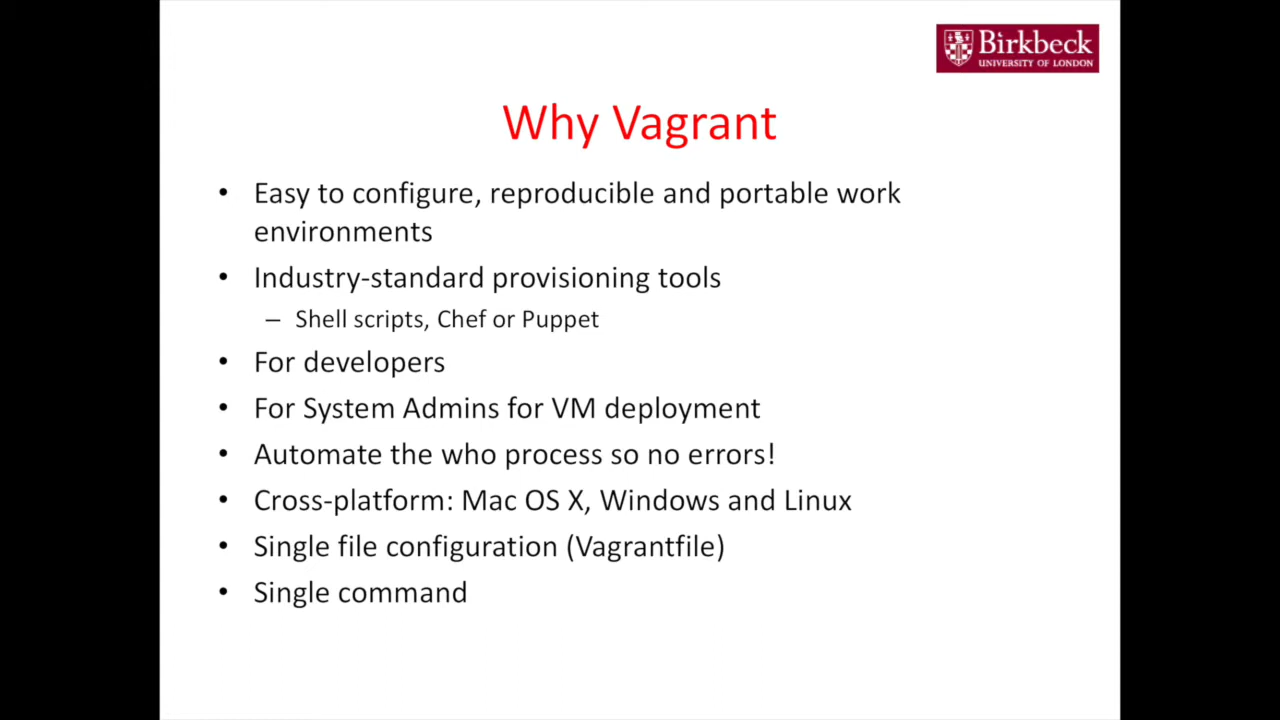 Birkbeck
UNIVERSITY OF LONDON
Why Vagrant
• Easy to configure, reproducible and portable work
environments
• Industry-standard provisioning tools
– Shell scripts, Chef or Puppet
• For developers
• For System Admins for VM deployment
• Automate the who process so no errors!
• Cross-platform: Mac OS X, Windows and Linux
• Single file configuration (Vagrantfile)
• Single command